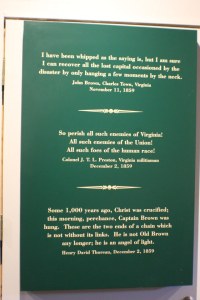 I have been whipped as the saying is, but I am sure
I can recover all the lost capital occasioned by the
disaster by only hanging a few moments by the neck.
John Brown, Charles Town, Virginia
November 11, 1859
So perish all such enemies of Virginia!
All such enemies of the Union!
All such foes of the human race!
Colonel J. T. L. Preston, Virginia militiaman
December 2, 1859
Some 1,800 years ago, Christ was crucified;
this morning, perchance, Captain Brown was
hung. These are the two ends of a chain which
is not without its links. He is not Old Brown
any longer; he is an angel of light.
Henry David Thoreau, December 2, 1859